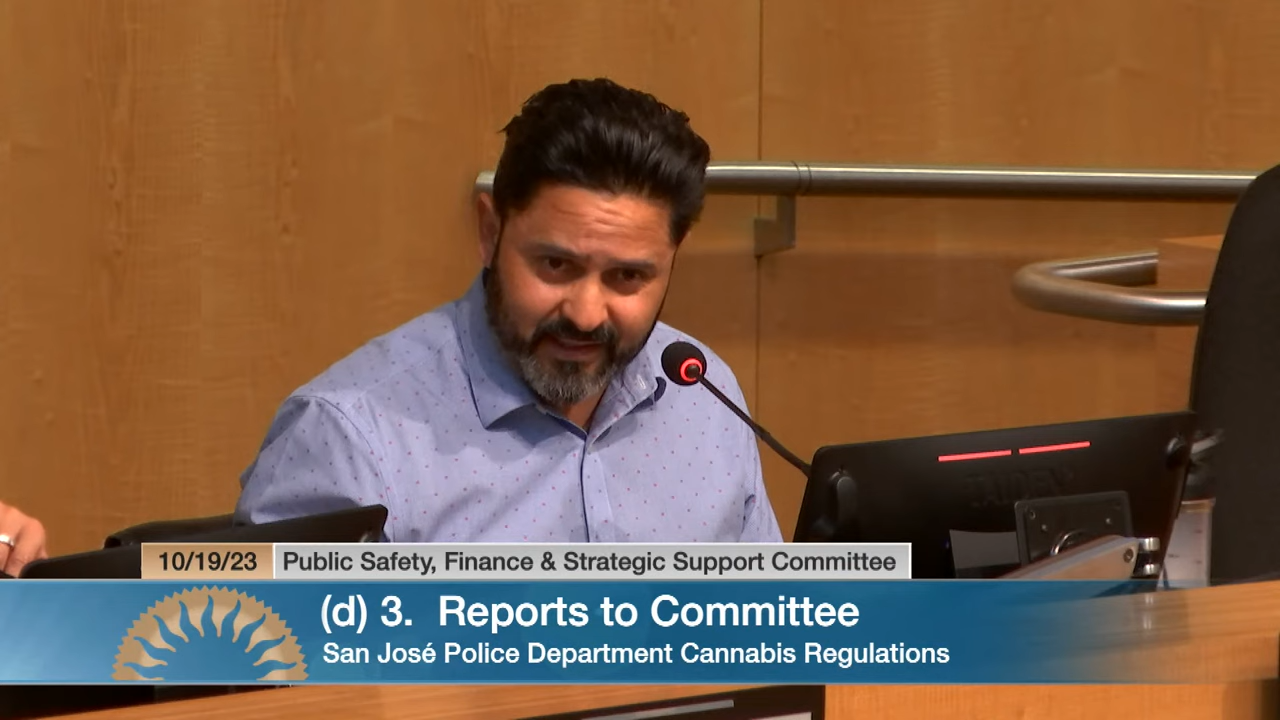 10/19/23 Public Safety, Finance & Strategic Support Committee
(d) 3. Reports to Committee
San José Police Department Cannabis Regulations